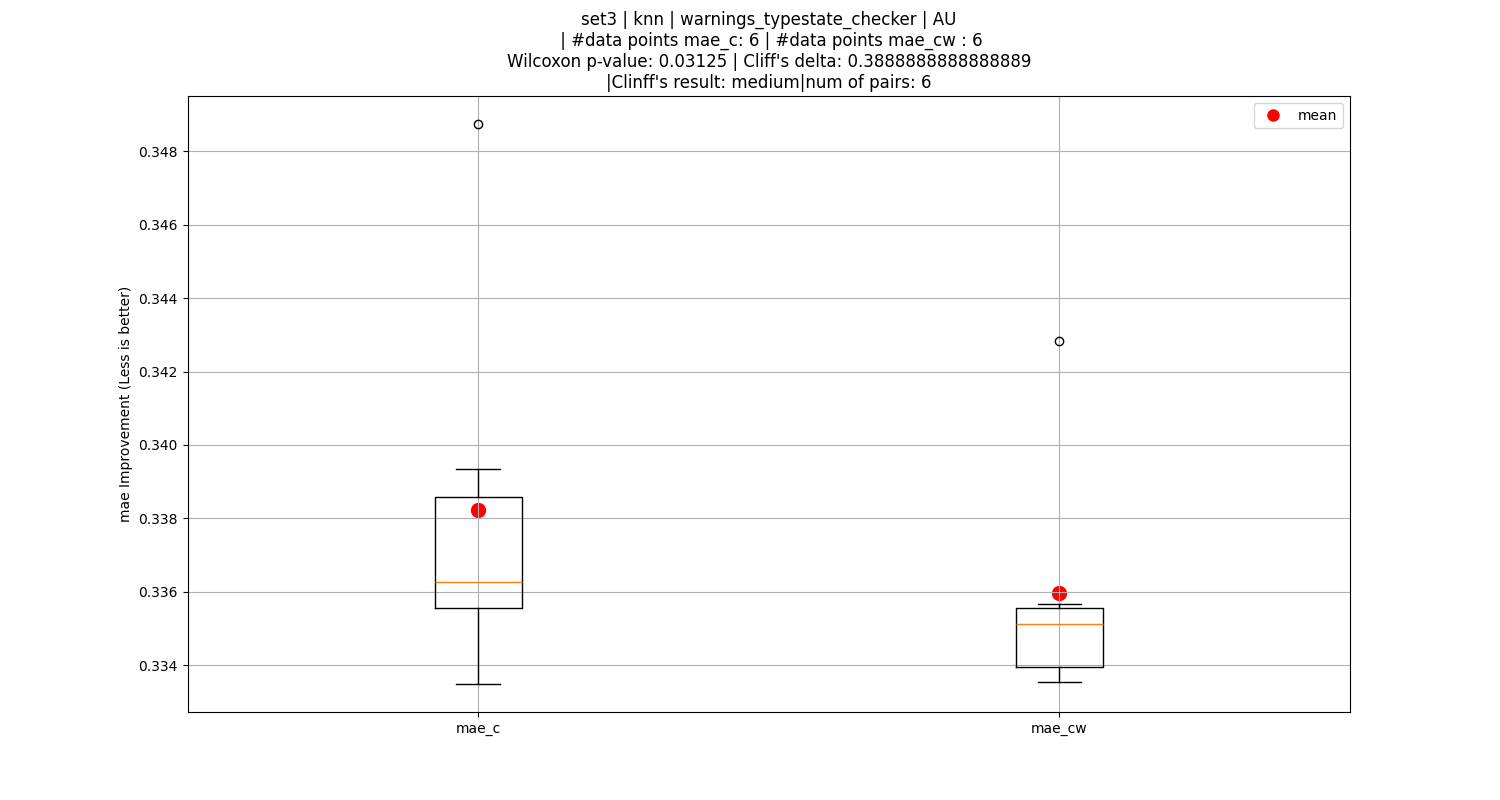 set3 | knn | warnings_typestate_checker | AU
| #data points mae_c: 6 | #data points mae_cw : 6
Wilcoxon p-value: 0.03125 | Cliff's delta: 0.3888888888888889
|Clinff's result: medium|num of pairs: 6
mean
mae Improvement (Less is better)
0.348
0.346
0.344
0.342
0.340
0.338
0.336
0.334
mae_c
mae_cw